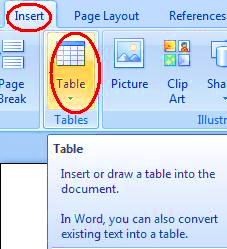 Insert Page Layout References
Page Break
Table
Picture
Clip Art
Tables
Illustr
Table
Insert or draw a table into the
document.
In Word, you can also convert
existing text into a table.